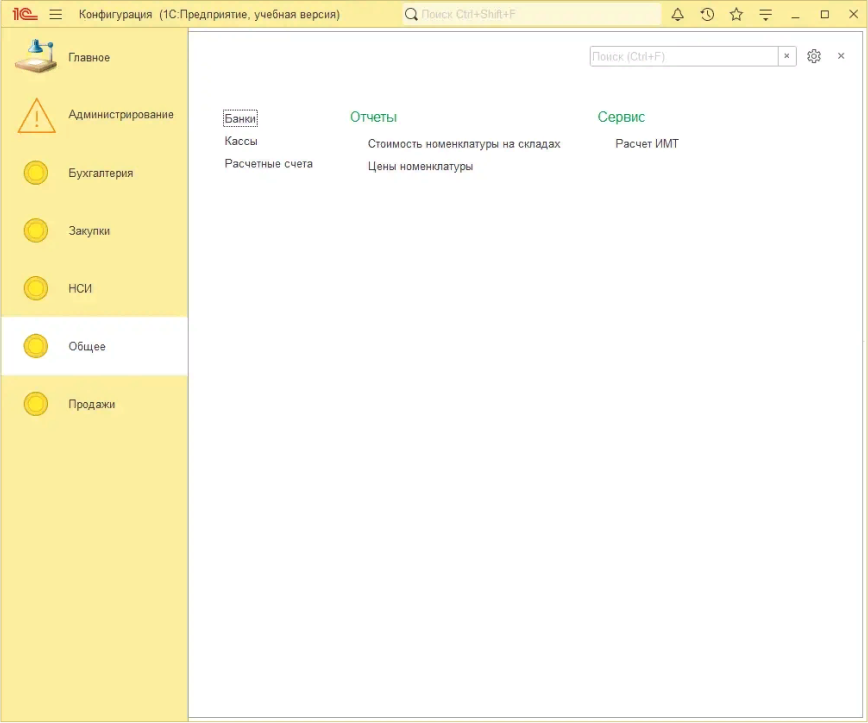 1С Конфигурация (1С:Предприятие, учебная версия) Поиск Ctrl+Shift+F
Главное
Администрирование
Бухгалтерия
Закупки
НСИ
Общее
Продажи
Поиск (Ctrl+F)
Банки
Кассы
Расчетные счета
Отчеты
Стоимость номенклатуры на складах
Цены номенклатуры
Сервис
Расчет ИМТ